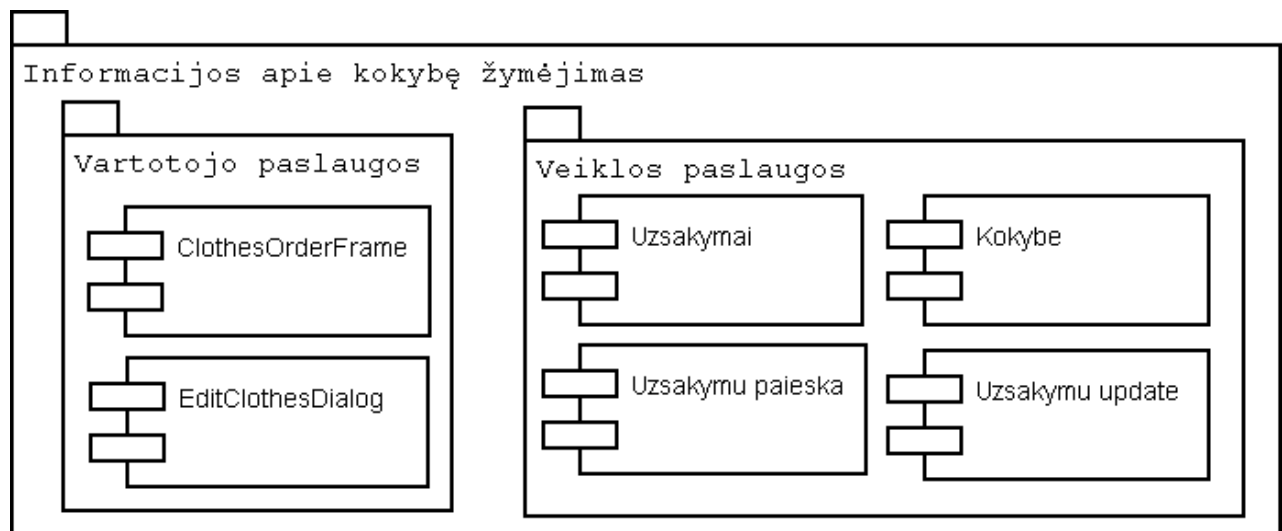 Informacijos apie kokybę žymėjimas
Vartotojo paslaugos
ClothesOrderFrame
EditClothesDialog
Veiklos paslaugos
Uzsakymai
Kokybe
Uzsakymu paieska
Uzsakymu update